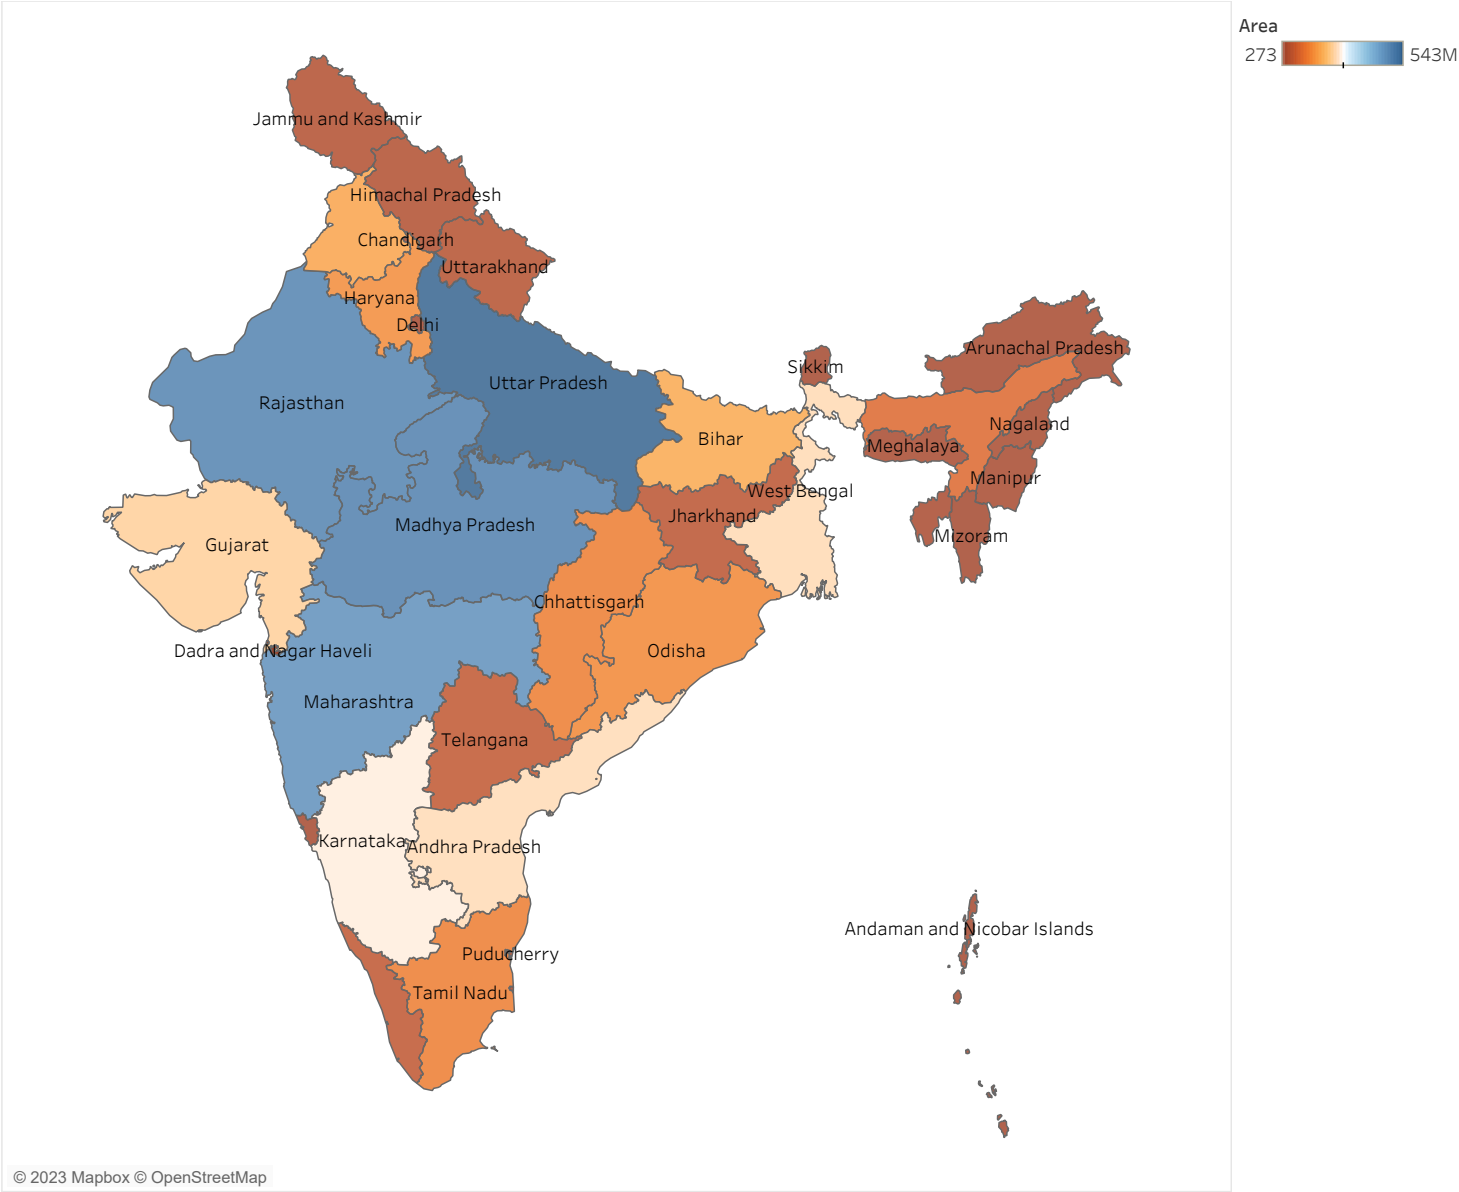 Area
273
543M
Jammu and Kashmir
Himachal Pradesh
Chandigarh
Uttarakhand
Haryana
Delhi
Arunachal Pradesh
Sikkim
Uttar Pradesh
Rajasthan
Nagaland
Bihar
Meghalaya
Manipur
West Bengal
Jharkhand
Madhya Pradesh
Mizoram
Gujarat
Chhattisgarh
Dadra and Nagar Haveli
Odisha
Maharashtra
Telangana
Karnataka
Andhra Pradesh
Andaman and Nicobar Islands
Puducherry
Tamil Nadu
© 2023 Mapbox © OpenStreetMap